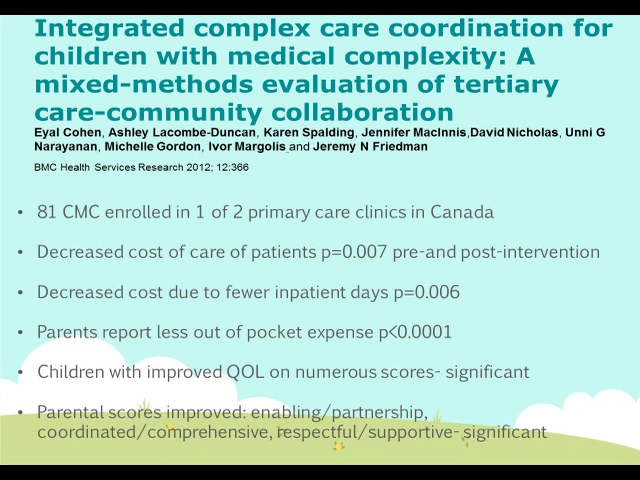 Integrated complex care coordination for
children with medical complexity: A
mixed-methods evaluation of tertiary
care-community collaboration
Eyal Cohen, Ashley Lacombe-Duncan, Karen Spalding, Jennifer MacInnis,David Nicholas, Unni G
Narayanan, Michelle Gordon, Ivor Margolis and Jeremy N Friedman
BMC Health Services Research 2012; 12:366
• 81 CMC enrolled in 1 of 2 primary care clinics in Canada
• Decreased cost of care of patients p=0.007 pre-and post-intervention
• Decreased cost due to fewer inpatient days p=0.006
• Parents report less out of pocket expense p<0.0001
• Children with improved QOL on numerous scores- significant
• Parental scores improved: enabling/partnership,
coordinated/comprehensive, respectful/supportive- significant